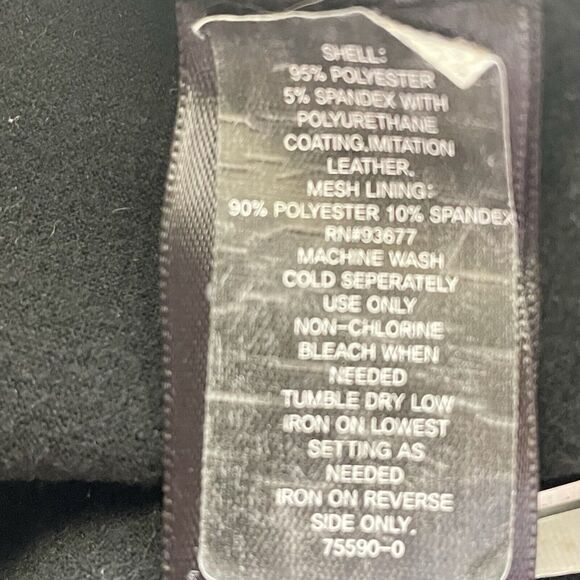 SHELL:
95% POLYESTER
5% SPANDEX WITH
POLYURETHANE
COATING.IMITATION
LEATHER.
MESH LINING:
90% POLYESTER 10% SPANDEX
RN#93677
MACHINE WASH
COLD SEPERATELY
USE ONLY
NON-CHLORINE
BLEACH WHEN
NEEDED
TUMBLE DRY LOW
IRON ON LOWEST
SETTING AS
NEEDED
IRON ON REVERSE
SIDE ONLY.
75590-0